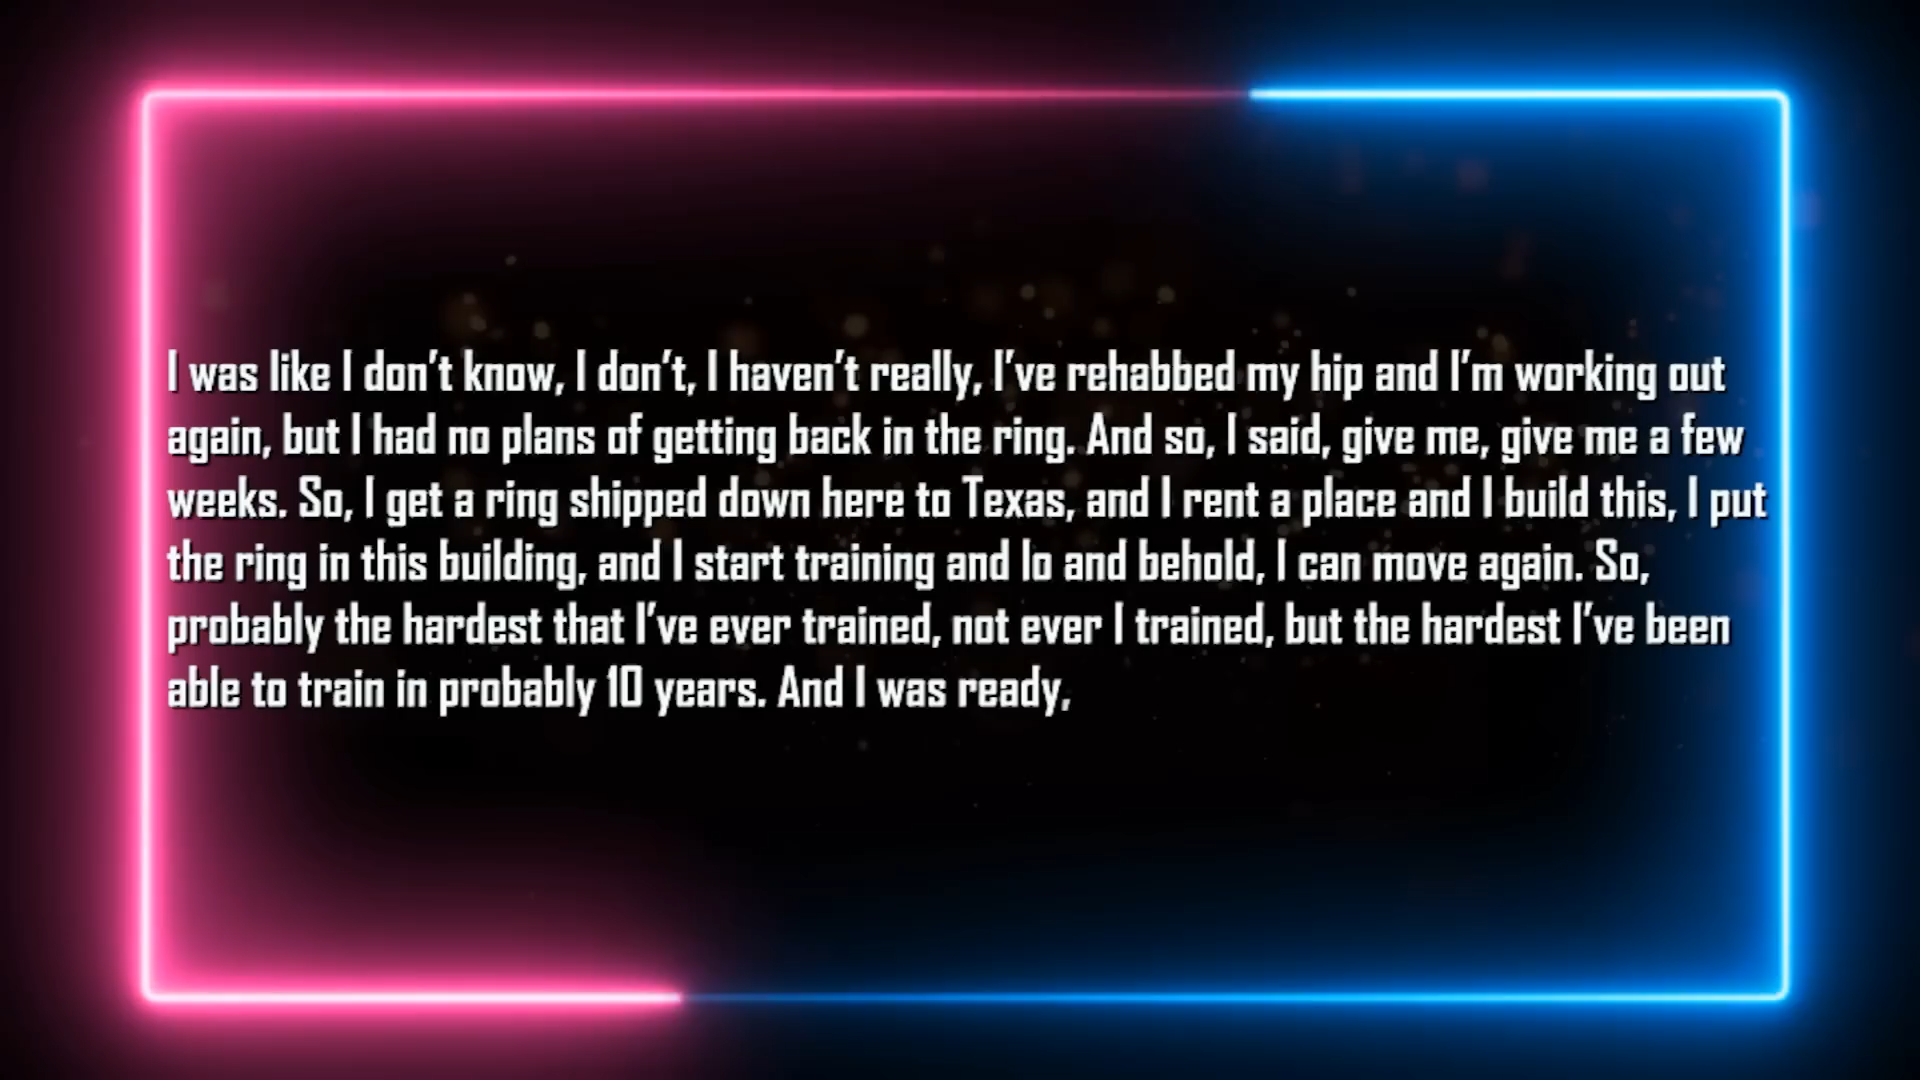 I was like I don't know, I don't, I haven't really, I've rehabbed my hip and I'm working out
again, but I had no plans of getting back in the ring. And so, I said, give me, give me a few
weeks. So, I get a ring shipped down here to Texas, and I rent a place and I build this, I put
the ring in this building, and I start training and lo and behold, I can move again. So,
probably the hardest that I've ever trained, not ever I trained, but the hardest I've been
able to train in probably 10 years. And I was ready,